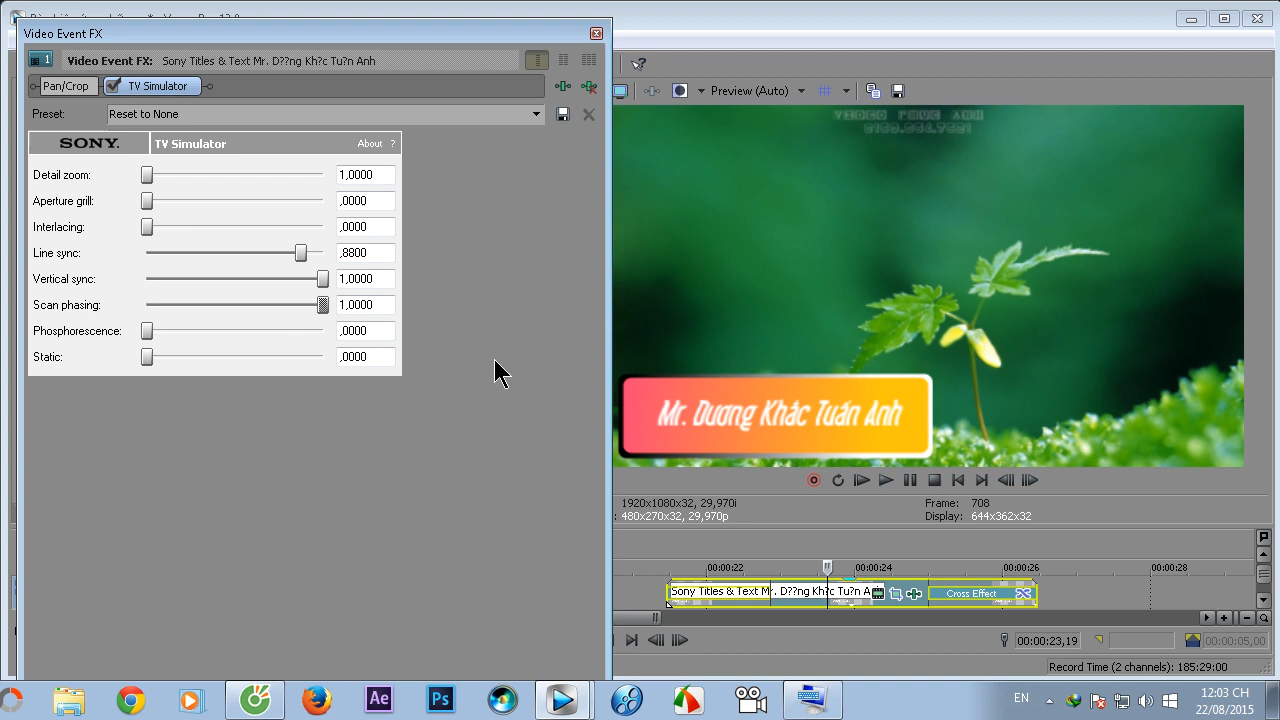 Video Event FX
1
Video Event FX: Sony Titles & Text Mr. D??ng Kh?c Tu?n Anh
Pan/Crop
TV Simulator
Preset:
Reset to None
SONY.
TV Simulator
About ?
Detail zoom: 1,0000
Aperture grill: ,0000
Interlacing: ,0000
Line sync: ,8800
Vertical sync: 1,0000
Scan phasing: 1,0000
Phosphorescence: ,0000
Static: ,0000
Preview (Auto)
VIDEO PHUC ANH
Mr. Dương Khắc Tuấn Anh
1920x1080x32, 29,970i
Frame: 708
480x270x32, 29,970p
Display: 644x362x32
00:00:22
00:00:24
00:00:26
00:00:28
Sony Titles & Text Mr. D??ng Kh?c Tu?n A
Cross Effect
00:00:23,19
00:00:05,00
Record Time (2 channels): 185:29:00
Ae
Ps
EN
12:03 CH
22/08/2015